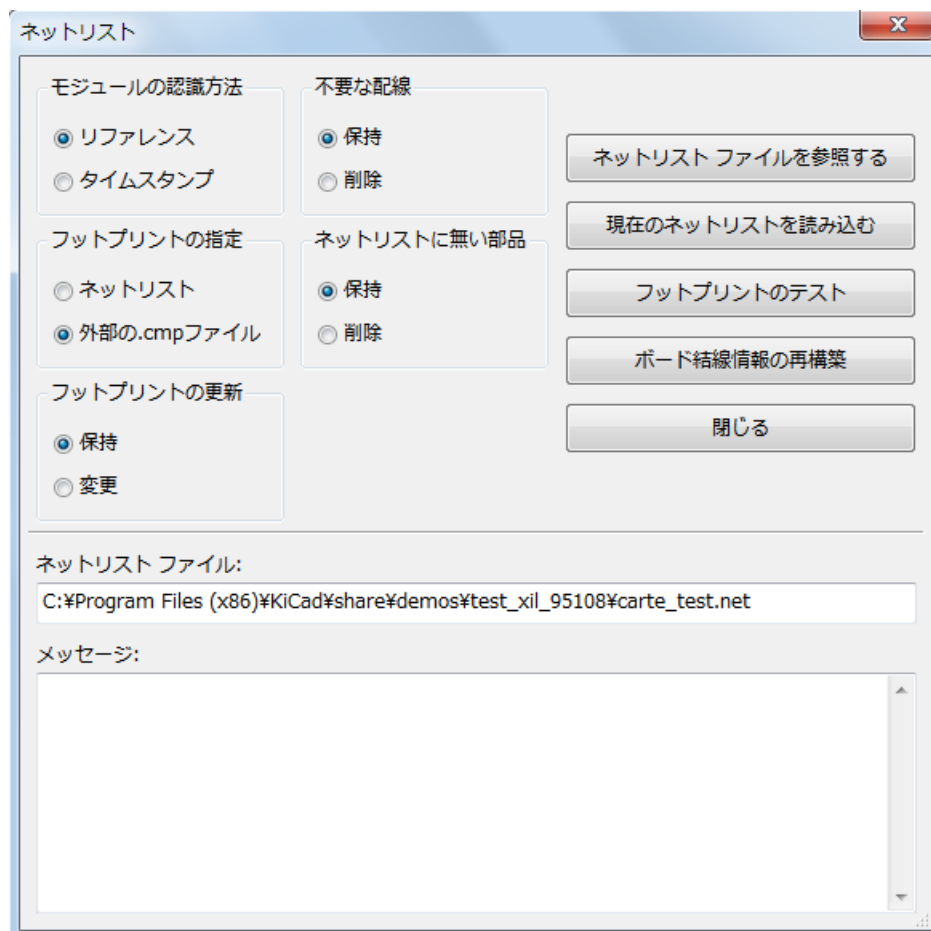 ネットリスト
モジュールの認識方法
リファレンス
タイムスタンプ
不要な配線
保持
削除
フットプリントの指定
ネットリスト
外部の.cmpファイル
ネットリストに無い部品
保持
削除
フットプリントの更新
保持
変更
ネットリスト ファイルを参照する
現在のネットリストを読み込む
フットプリントのテスト
ボード結線情報の再構築
閉じる
ネットリスト ファイル:
C:¥Program Files (x86)¥KiCad¥share¥demos¥test_xil_95108¥carte_test.net
メッセージ: